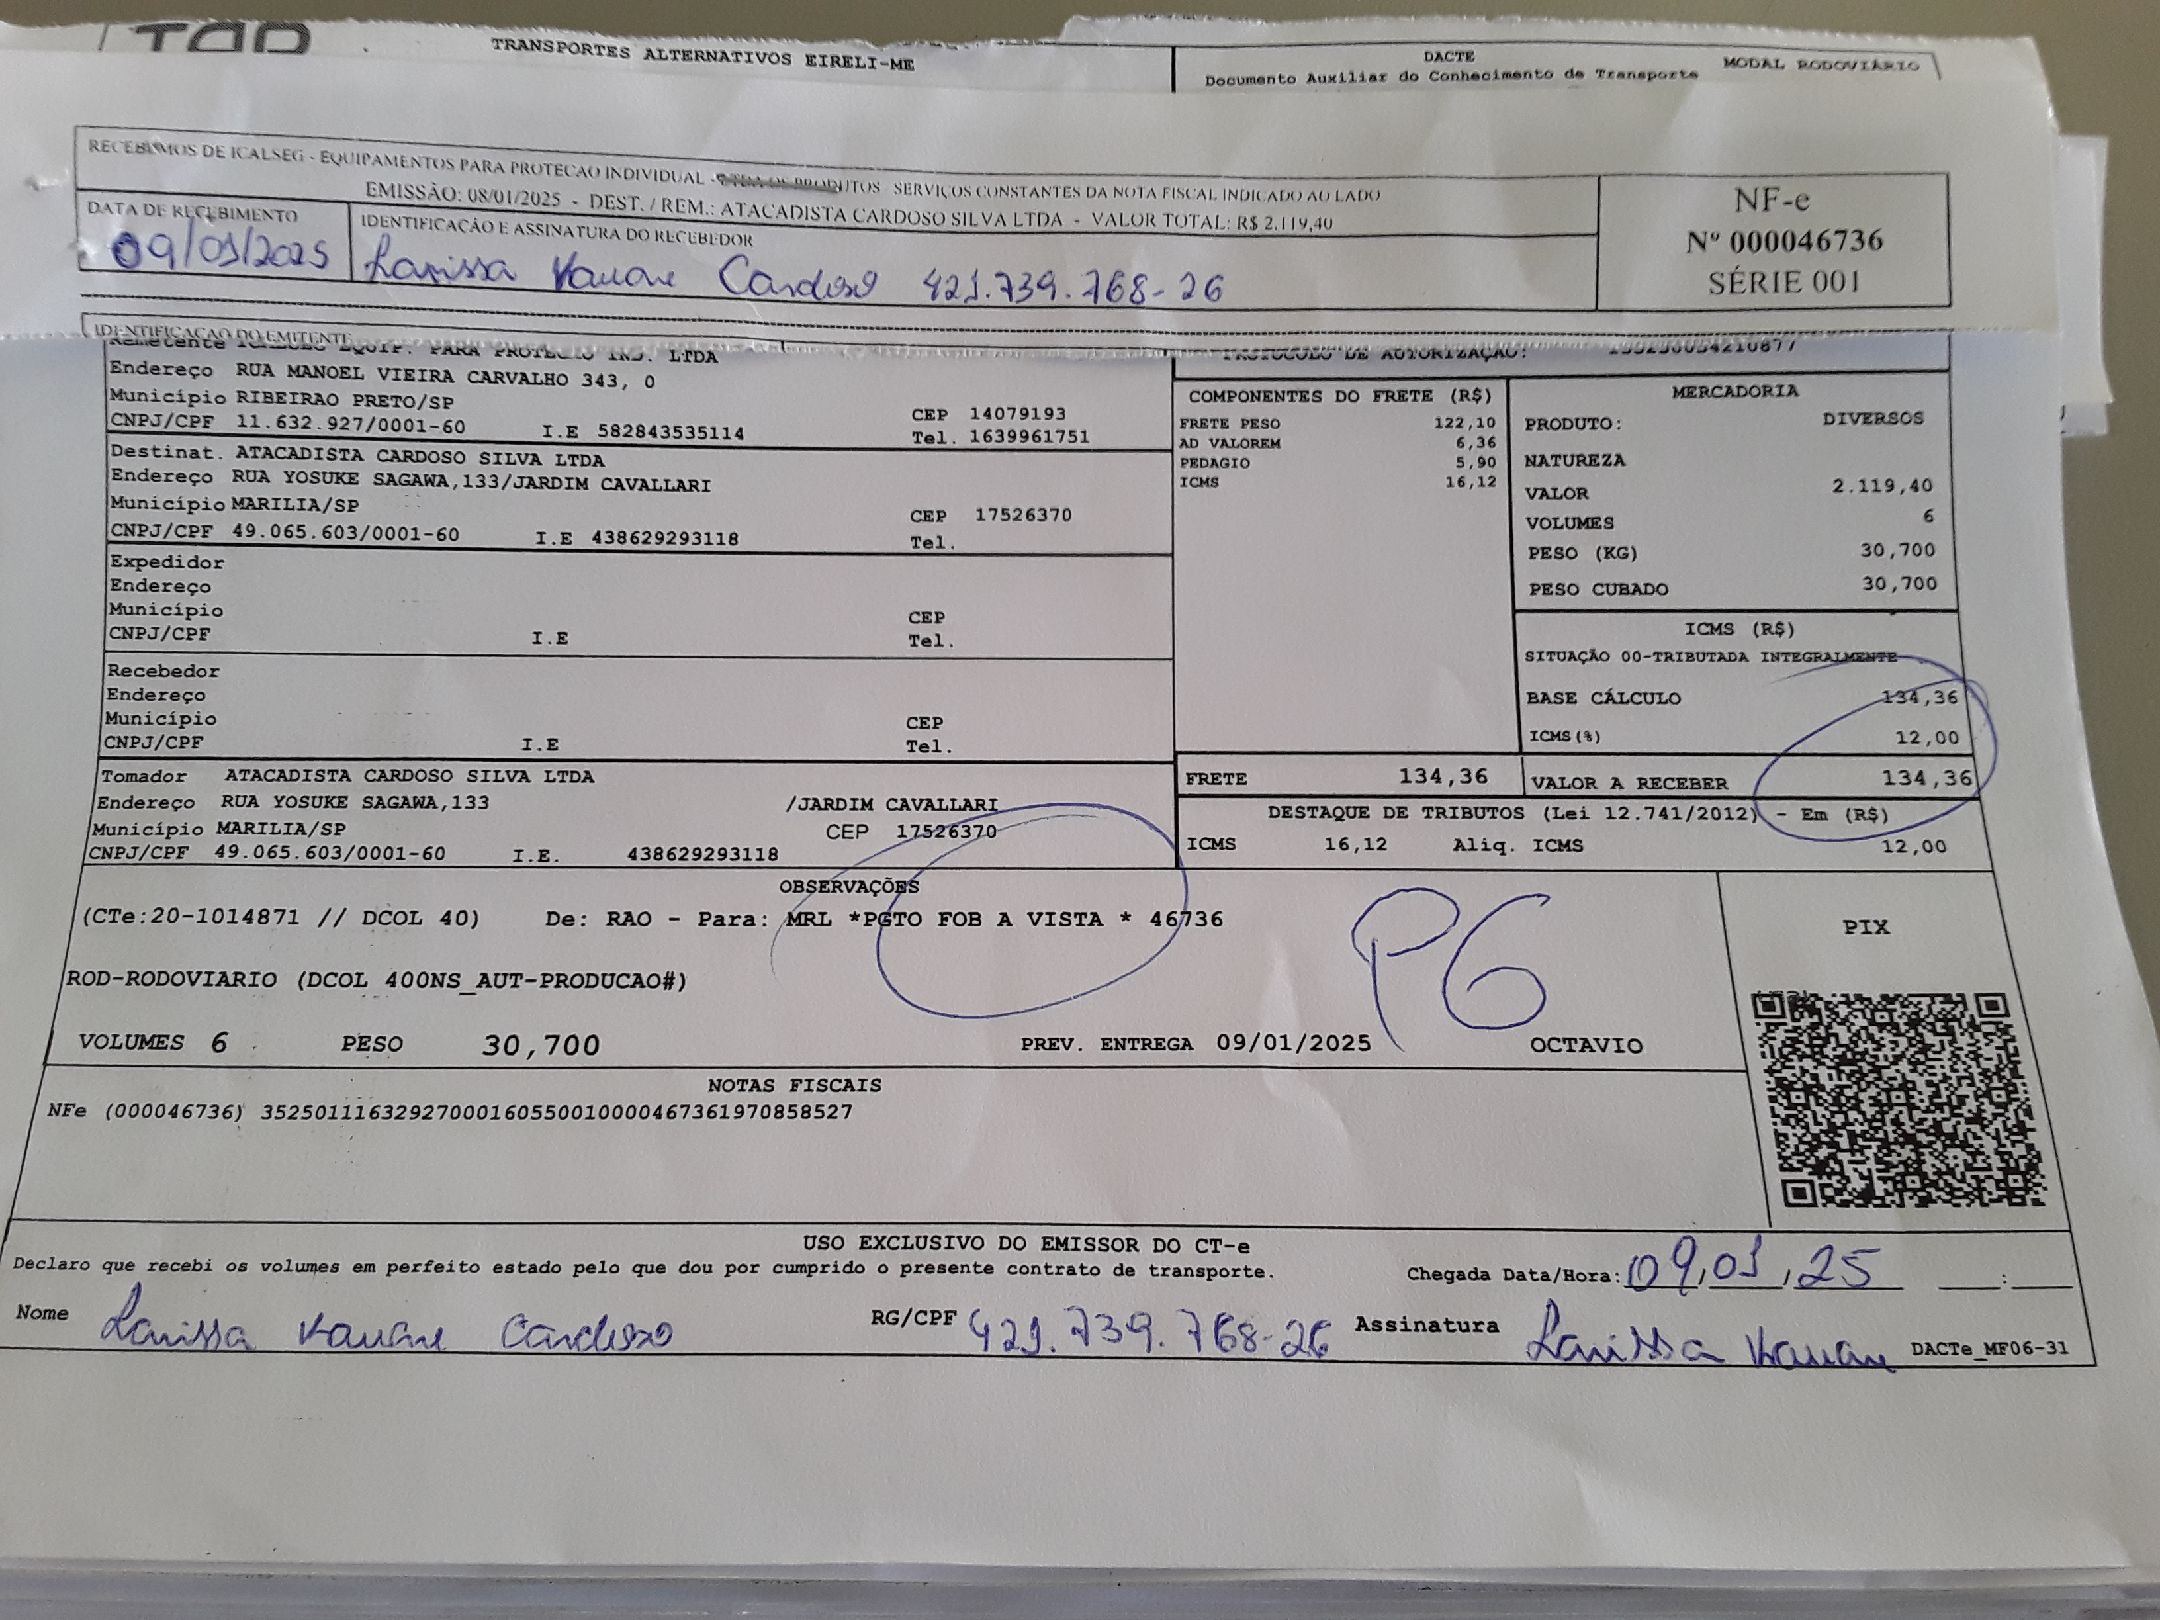 TRANSPORTES ALTERNATIVOS EIRELI-ME
DACTE
Documento Auxiliar do Conhecimento de Transporte
MODAL RODOVIÁRIO
RECEBEMOS DE ICALSEG - EQUIPAMENTOS PARA PROTECAO INDIVIDUAL - SERVIÇOS CONSTANTES DA NOTA FISCAL INDICADO AO LADO
EMISSÃO: 08/01/2025 - DEST. / REM.: ATACADISTA CARDOSO SILVA LTDA - VALOR TOTAL: R$ 2.119,40
DATA DE RECEBIMENTO
09/01/2025
IDENTIFICAÇÃO E ASSINATURA DO RECEBEDOR
Larissa Kauane Cardoso 421.739.768-26
NF-e
Nº 000046736
SÉRIE 001
IDENTIFICAÇÃO DO EMITENTE
Remetente EQUIP. PARA PROTECAO IND. LTDA
Endereço RUA MANOEL VIEIRA CARVALHO 343, 0
Município RIBEIRAO PRETO/SP
CEP 14079193
CNPJ/CPF 11.632.927/0001-60 I.E 582843535114
Tel. 1639961751
Destinat. ATACADISTA CARDOSO SILVA LTDA
Endereço RUA YOSUKE SAGAWA,133/JARDIM CAVALLARI
Município MARILIA/SP
CEP 17526370
CNPJ/CPF 49.065.603/0001-60 I.E 438629293118
Tel.
Expedidor
Endereço
Município
CEP
CNPJ/CPF I.E
Tel.
Recebedor
Endereço
Município
CEP
CNPJ/CPF I.E
Tel.
Tomador ATACADISTA CARDOSO SILVA LTDA
Endereço RUA YOSUKE SAGAWA,133 /JARDIM CAVALLARI
Município MARILIA/SP CEP 17526370
CNPJ/CPF 49.065.603/0001-60 I.E. 438629293118
PROTOCOLO DE AUTORIZAÇÃO:
COMPONENTES DO FRETE (R$)
FRETE PESO 122,10
AD VALOREM 6,36
PEDAGIO 5,90
ICMS 16,12
MERCADORIA
PRODUTO: DIVERSOS
NATUREZA
VALOR 2.119,40
VOLUMES 6
PESO (KG) 30,700
PESO CUBADO 30,700
ICMS (R$)
SITUAÇÃO 00-TRIBUTADA INTEGRALMENTE
BASE CÁLCULO 134,36
ICMS(%) 12,00
FRETE 134,36
VALOR A RECEBER 134,36
DESTAQUE DE TRIBUTOS (Lei 12.741/2012) - Em (R$)
ICMS 16,12 Aliq. ICMS 12,00
OBSERVAÇÕES
(CTe:20-1014871 // DCOL 40) De: RAO - Para: MRL *PGTO FOB A VISTA * 46736
PG
PIX
ROD-RODOVIARIO (DCOL 400NS_AUT-PRODUCAO#)
VOLUMES 6 PESO 30,700 PREV. ENTREGA 09/01/2025 OCTAVIO
NOTAS FISCAIS
NFe (000046736) 35250111632927000160550010000467361970858527
USO EXCLUSIVO DO EMISSOR DO CT-e
Declaro que recebi os volumes em perfeito estado pelo que dou por cumprido o presente contrato de transporte.
Chegada Data/Hora: 09/01/25 __:__
Nome Larissa Kauane Cardoso RG/CPF 421.739.768-26 Assinatura Larissa Kauane
DACTe_MF06-31